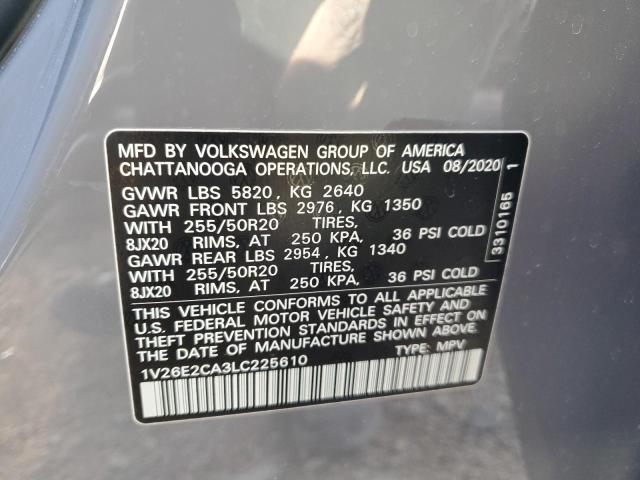 MFD BY VOLKSWAGEN GROUP OF AMERICA
CHATTANOOGA OPERATIONS, LLC. USA 08/2020
GVWR LBS 5820, KG 2640
GAWR FRONT LBS 2976, KG 1350
WITH 255/50R20 TIRES,
8JX20 RIMS, AT 250 KPA, 36 PSI COLD
GAWR REAR LBS 2954, KG 1340
WITH 255/50R20 TIRES,
8JX20 RIMS, AT 250 KPA, 36 PSI COLD
THIS VEHICLE CONFORMS TO ALL APPLICABLE
U.S. FEDERAL MOTOR VEHICLE SAFETY AND
THEFT PREVENTION STANDARDS IN EFFECT ON
THE DATE OF MANUFACTURE SHOWN ABOVE.
1V26E2CA3LC225610 TYPE: MPV
3310165 1